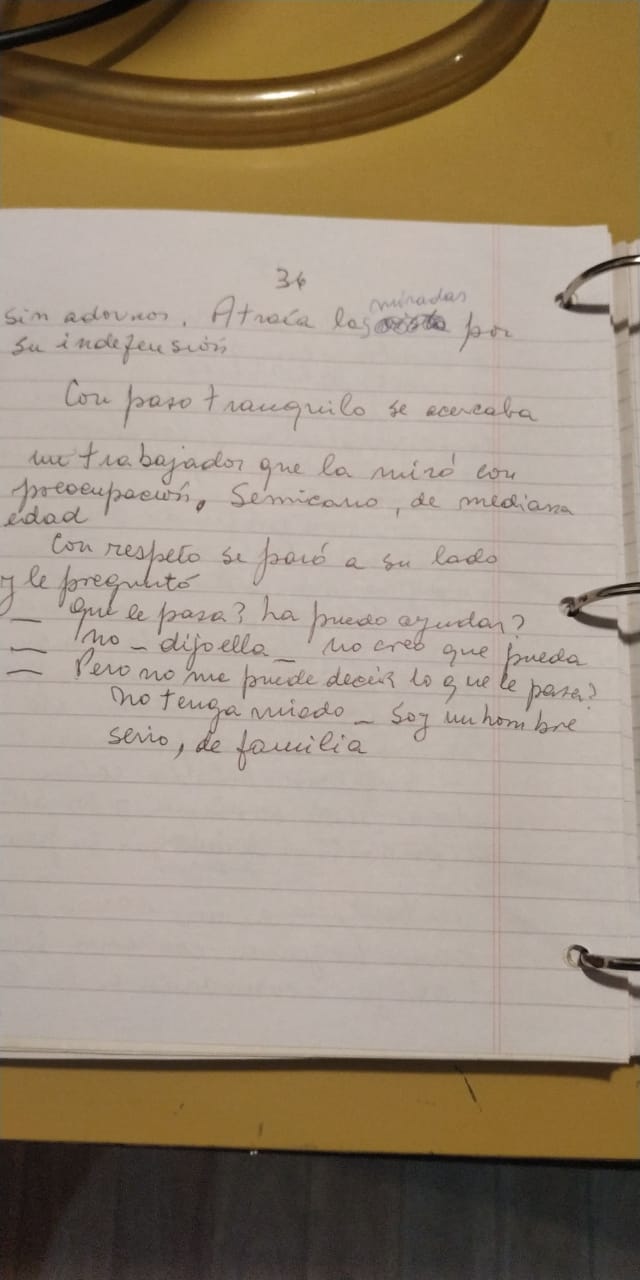 36
sin adornos. Atraía las miradas por
su indefensión
Con paso tranquilo se acercaba
un trabajador que la miró con
preocupación. Semicano, de mediana
edad
Con respeto se paró a su lado
y le preguntó
— Que le pasa? La puedo ayudar?
— No — dijo ella — no creo que pueda
— Pero no me puede decir lo que le pasa?
No tenga miedo — Soy un hombre
serio, de familia